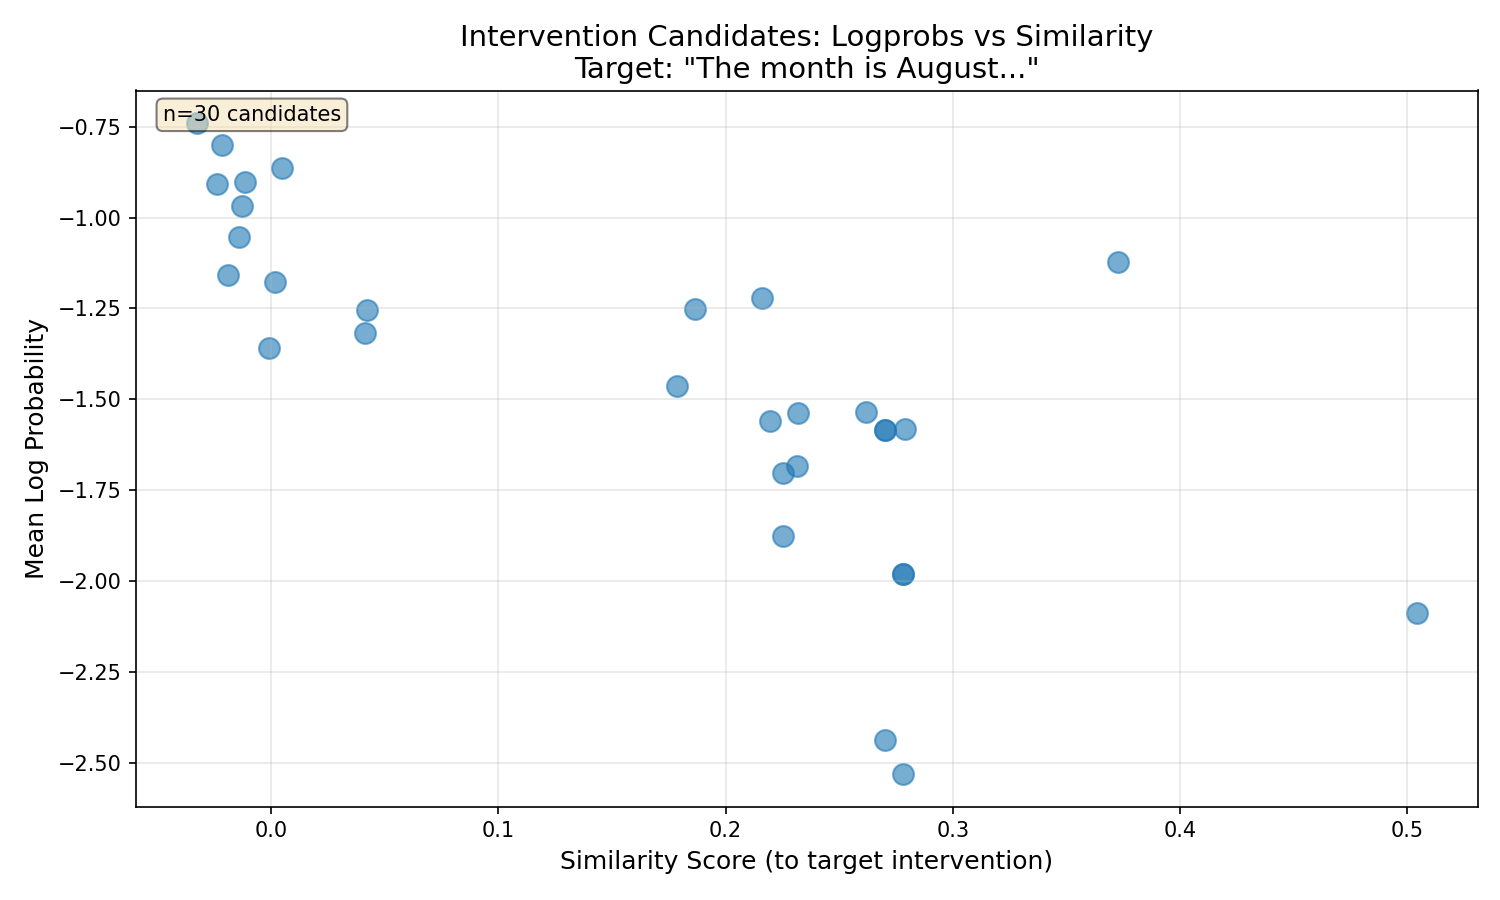 Intervention Candidates: Logprobs vs Similarity
Target: "The month is August..."
n=30 candidates
−0.75
−1.00
−1.25
−1.50
−1.75
−2.00
−2.25
−2.50
Mean Log Probability
0.0 0.1 0.2 0.3 0.4 0.5
Similarity Score (to target intervention)